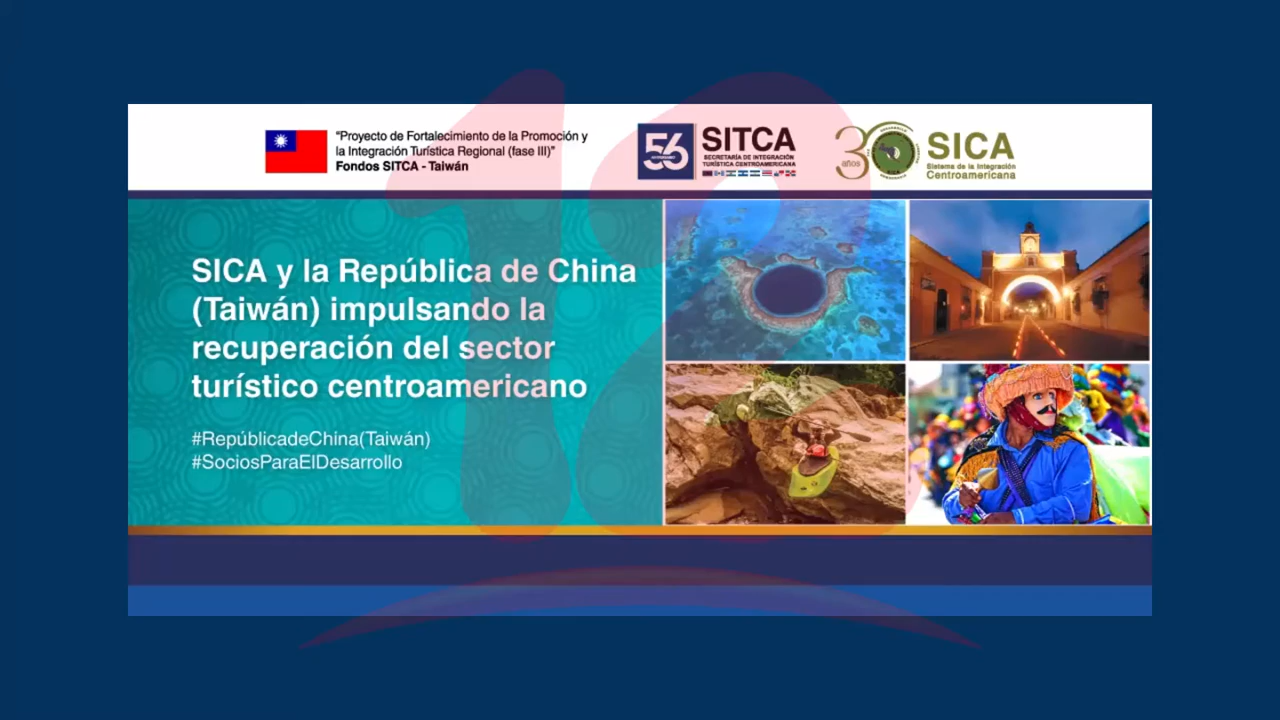 "Proyecto de Fortalecimiento de la Promoción y
la Integración Turística Regional (fase III)"
Fondos SITCA - Taiwán
56
SITCA
SECRETARÍA DE INTEGRACIÓN
TURÍSTICA CENTROAMERICANA
30
años
SICA
Sistema de la Integración
Centroamericana
12
SICA y la República de China
(Taiwán) impulsando la
recuperación del sector
turístico centroamericano
#RepúblicadeChina(Taiwán)
#SociosParaElDesarrollo